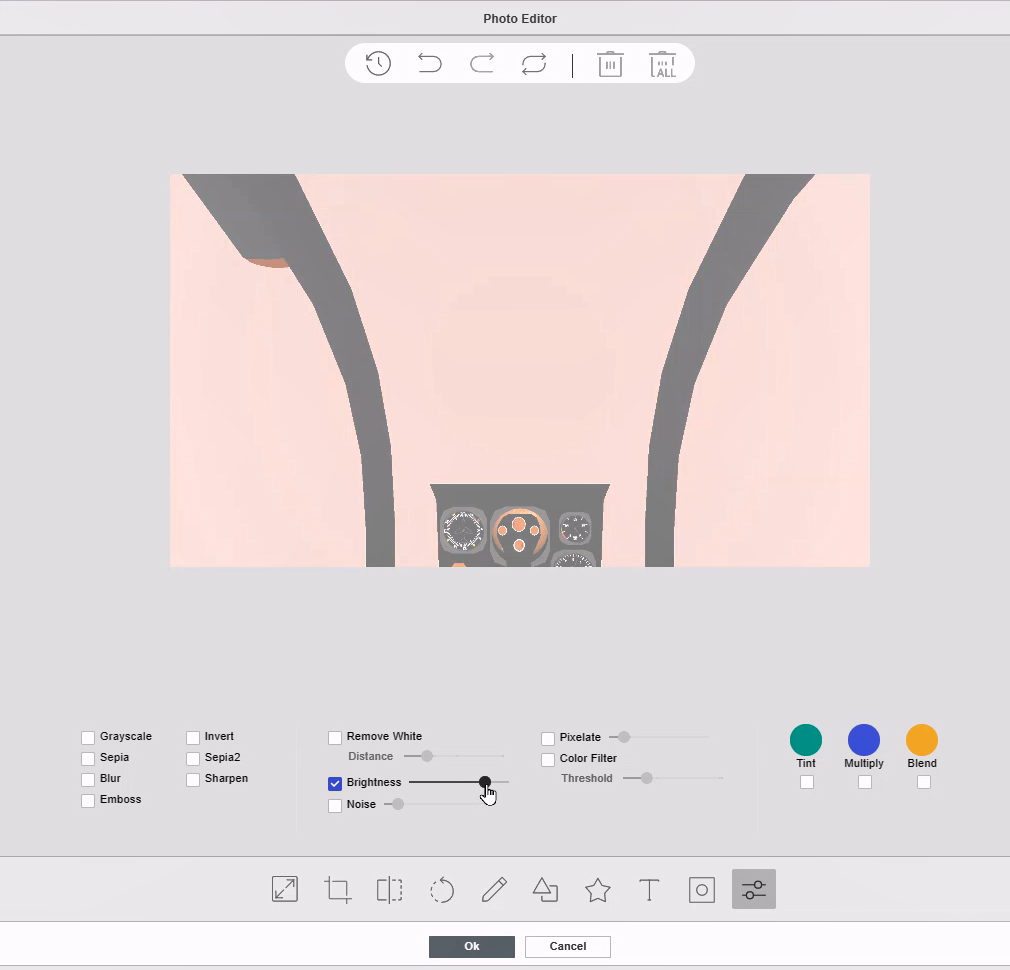 Photo Editor
ALL
Grayscale
Invert
Remove White
Pixelate
Sepia
Sepia2
Distance
Color Filter
Tint
Multiply
Blend
Blur
Sharpen
Brightness
Threshold
Emboss
Noise
T
Ok
Cancel